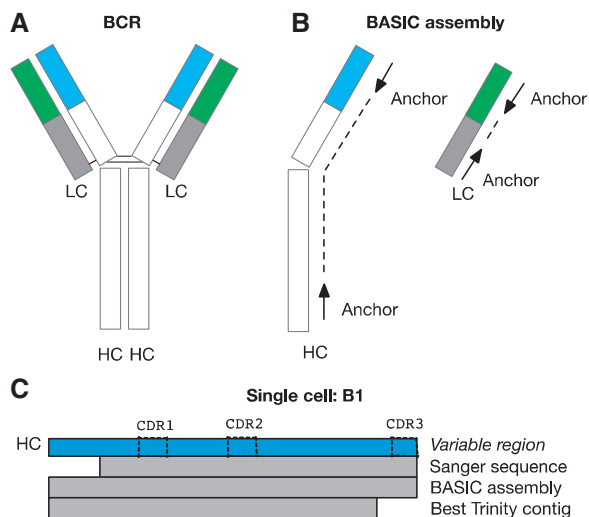 A
BCR
LC
LC
HC HC
B
BASIC assembly
Anchor
Anchor
Anchor
LC
Anchor
HC
C
Single cell: B1
CDR1
CDR2
CDR3
HC
Variable region
Sanger sequence
BASIC assembly
Best Trinity contig